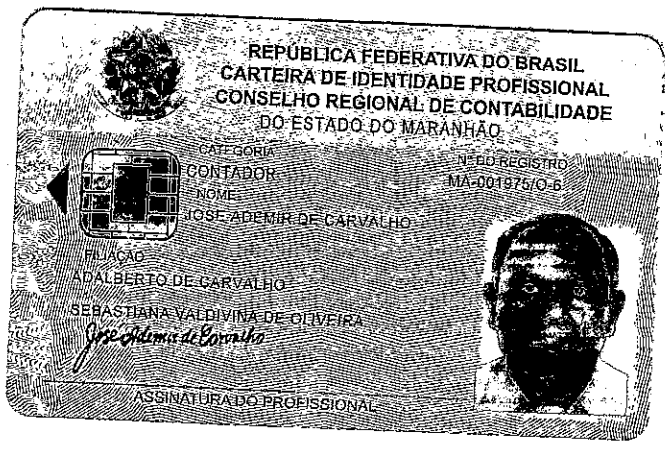 REPÚBLICA FEDERATIVA DO BRASIL
CARTEIRA DE IDENTIDADE PROFISSIONAL
CONSELHO REGIONAL DE CONTABILIDADE
DO ESTADO DO MARANHÃO
CATEGORIA
CONTADOR
Nº DO REGISTRO
MA-001975/O-6
NOME
JOSE ADEMIR DE CARVALHO
FILIAÇÃO
ADALBERTO DE CARVALHO
SEBASTIANA VALDIVINA DE OLIVEIRA
Jose Ademir de Carvalho
ASSINATURA DO PROFISSIONAL